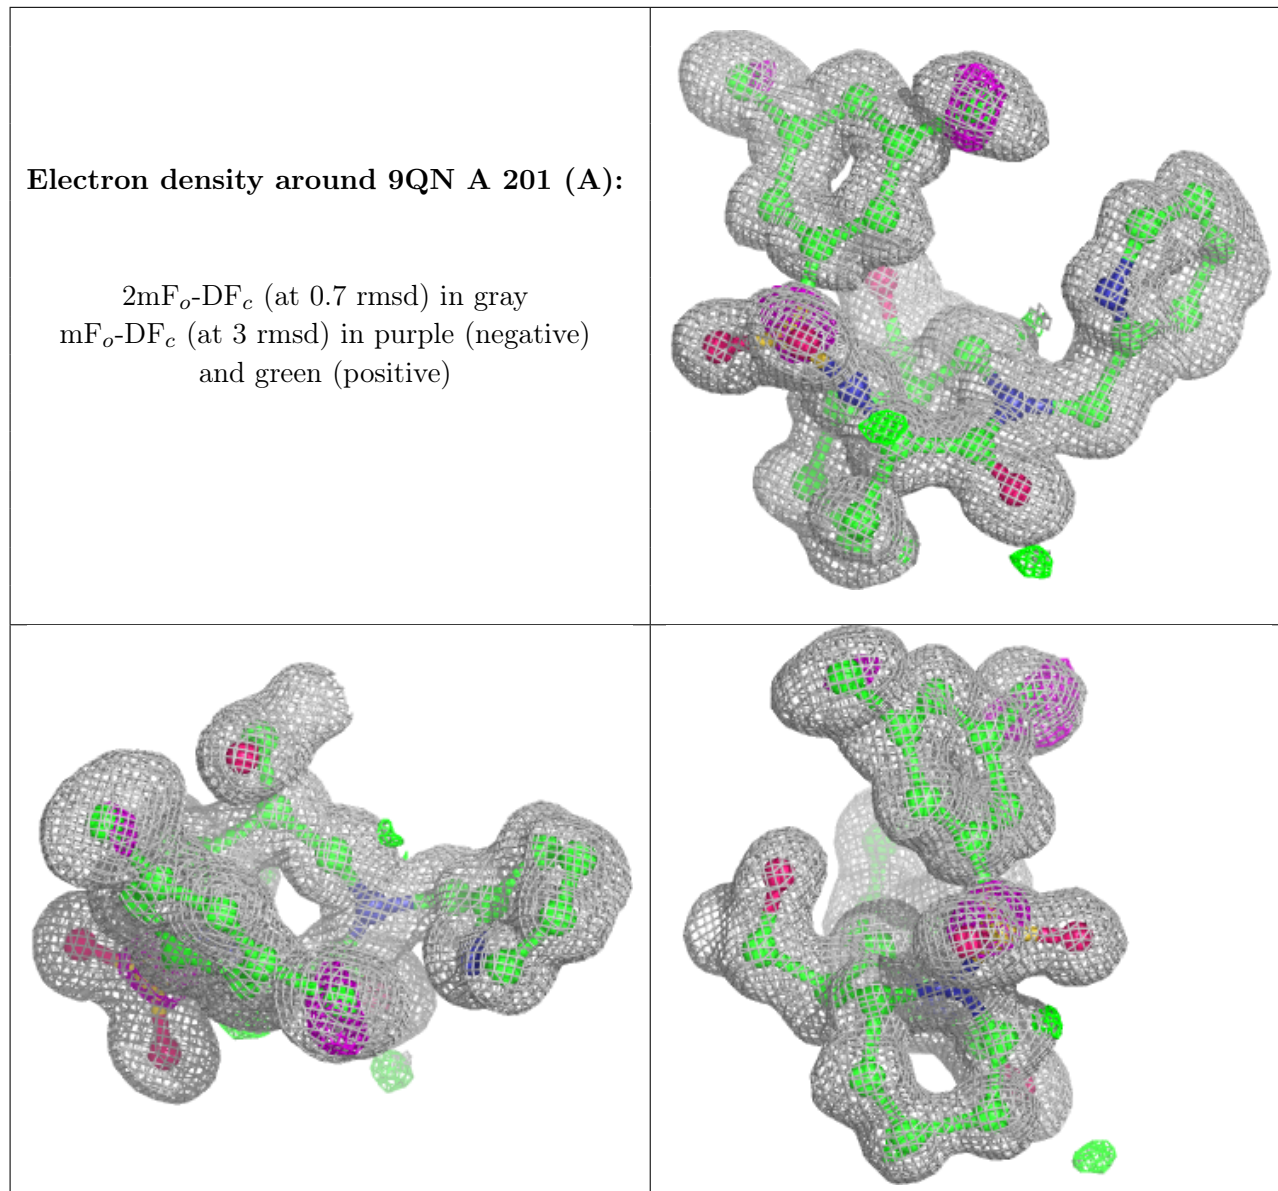 Electron density around 9QN A 201 (A):
2mFo-DFc (at 0.7 rmsd) in gray
mFo-DFc (at 3 rmsd) in purple (negative)
and green (positive)